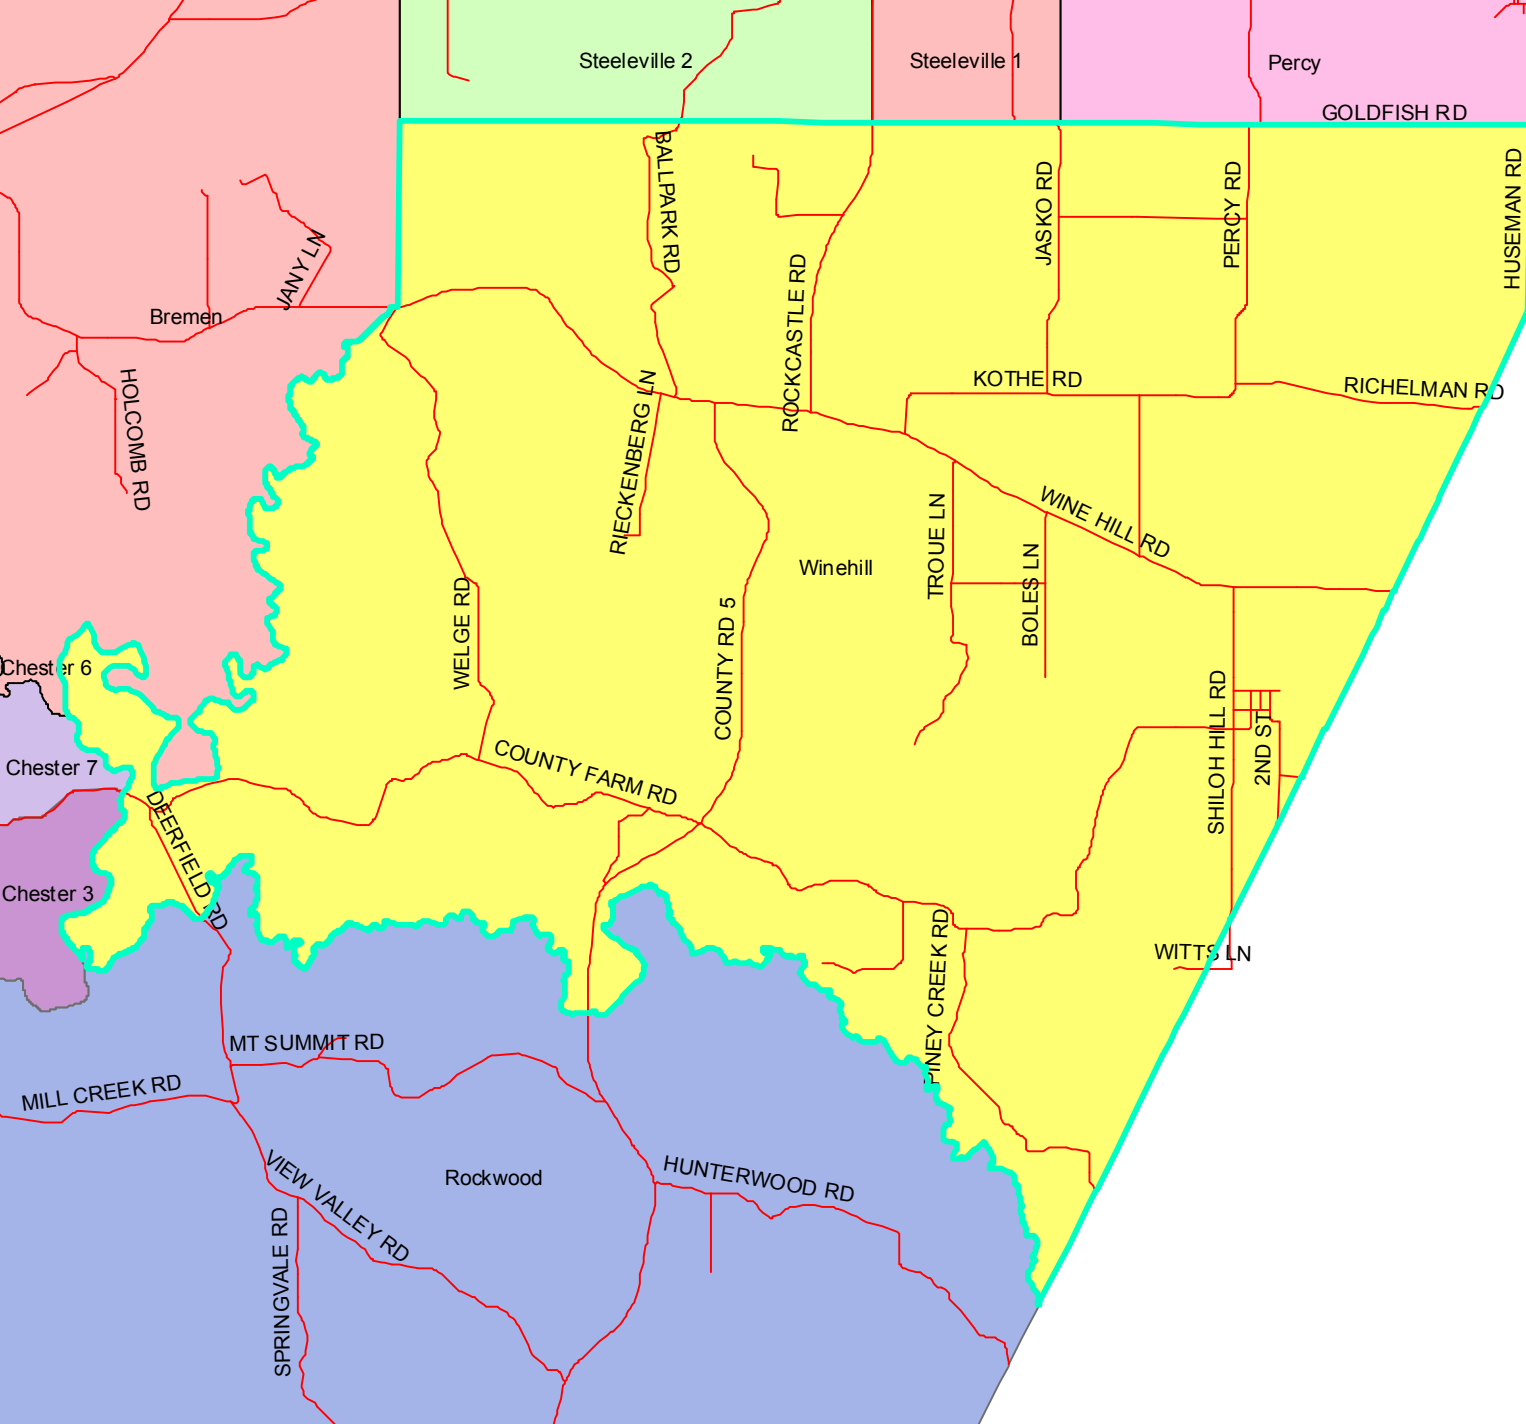 Steeleville 2
Steeleville 1
Percy
GOLDFISH RD
BALLPARK RD
JASKO RD
PERCY RD
HUSEMAN RD
JANY LN
Bremen
ROCKCASTLE RD
HOLCOMB RD
RIECKENBERG LN
KOTHE RD
RICHELMAN RD
WINE HILL RD
TROUE LN
BOLES LN
Winehill
WELGE RD
COUNTY RD 5
Chester 6
Chester 7
Chester 3
COUNTY FARM RD
SHILOH HILL RD
2ND ST
DEERFIELD RD
PINEY CREEK RD
WITTS LN
MT SUMMIT RD
MILL CREEK RD
VIEW VALLEY RD
Rockwood
HUNTERWOOD RD
SPRINGVALE RD